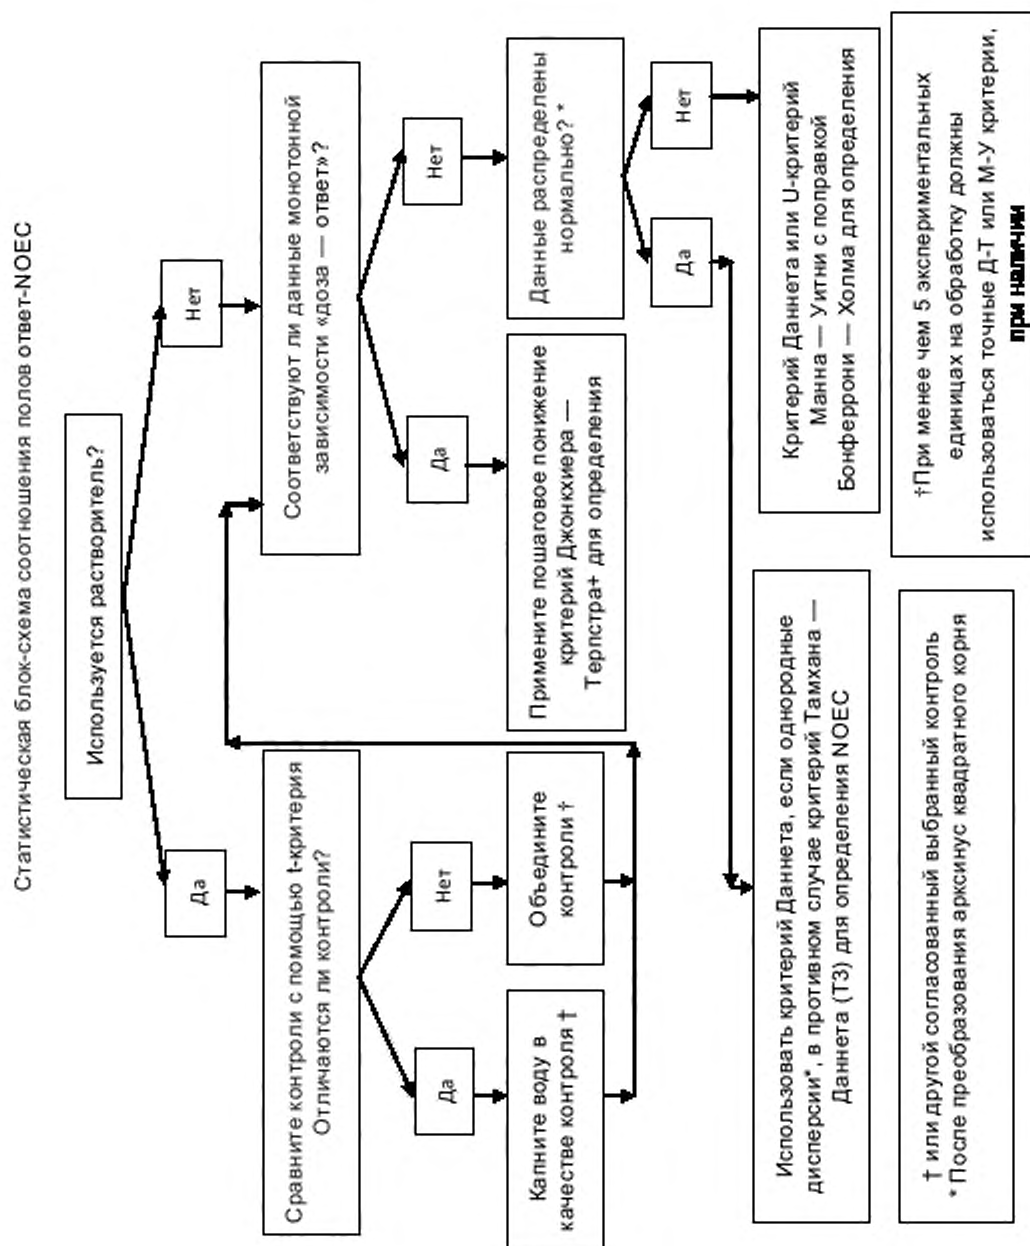 Статистическая блок-схема соотношения полов ответ-NOEC
Используется растворитель?
Да
Нет
Сравните контроли с помощью t-критерия
Отличаются ли контроли?
Соответствуют ли данные монотонной
зависимости «доза — ответ»?
Да
Нет
Да
Нет
Капните воду в
качестве контроля †
Объедините
контроли †
Примените пошаговое понижение
критерий Джонкхиера —
Терпстра+ для определения
Данные распределены
нормально? *
Да
Нет
Использовать критерий Даннета, если однородные
дисперсии*, в противном случае критерий Тамхана —
Даннета (Т3) для определения NOEC
Критерий Даннета или U-критерий
Манна — Уитни с поправкой
Бонферрони — Холма для определения
† или другой согласованный выбранный контроль
* После преобразования арксинус квадратного корня
†При менее чем 5 экспериментальных
единицах на обработку должны
использоваться точные Д-Т или М-У критерии,
при наличии